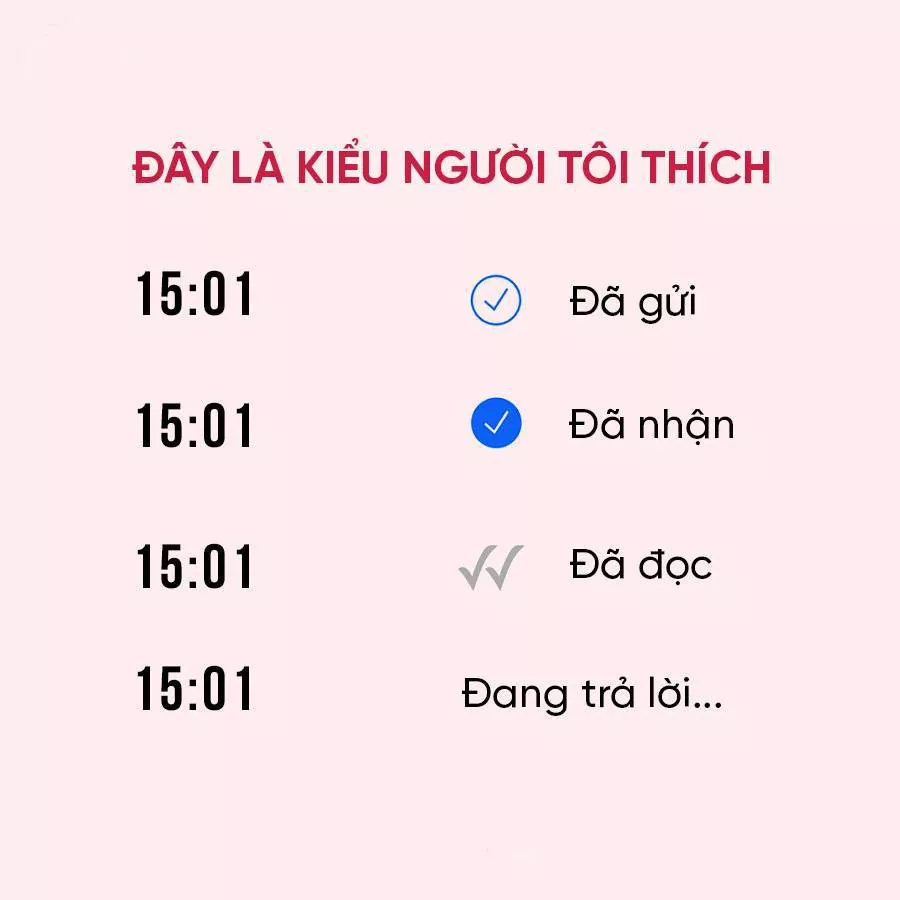 ĐÂY LÀ KIỂU NGƯỜI TÔI THÍCH
15:01 Đã gửi
15:01 Đã nhận
15:01 Đã đọc
15:01 Đang trả lời...